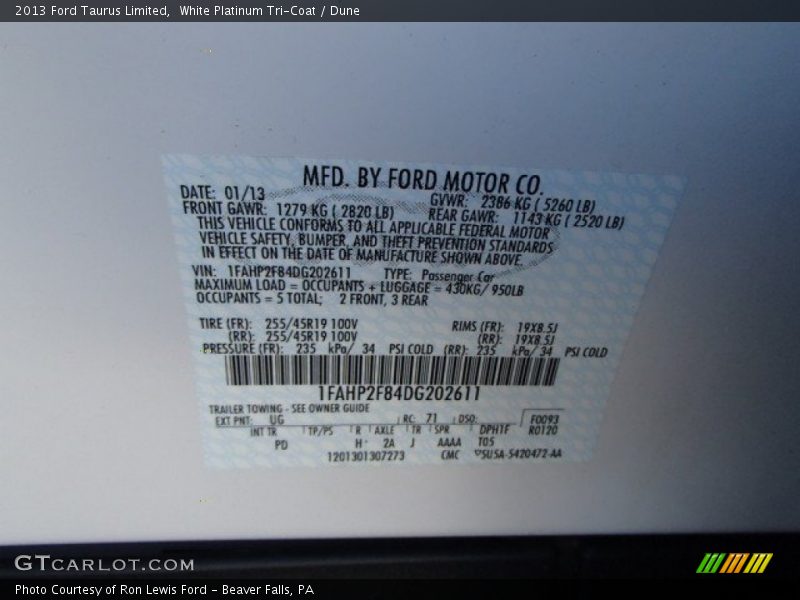 2013 Ford Taurus Limited, White Platinum Tri-Coat / Dune
MFD. BY FORD MOTOR CO.
DATE: 01/13 GVWR: 2386 KG ( 5260 LB)
FRONT GAWR: 1279 KG ( 2820 LB) REAR GAWR: 1143 KG ( 2520 LB)
THIS VEHICLE CONFORMS TO ALL APPLICABLE FEDERAL MOTOR
VEHICLE SAFETY, BUMPER, AND THEFT PREVENTION STANDARDS
IN EFFECT ON THE DATE OF MANUFACTURE SHOWN ABOVE.
VIN: 1FAHP2F84DG202611 TYPE: Passenger Car
MAXIMUM LOAD = OCCUPANTS + LUGGAGE = 430KG/ 950LB
OCCUPANTS = 5 TOTAL; 2 FRONT, 3 REAR
TIRE (FR): 255/45R19 100V RIMS (FR): 19X8.5J
(RR): 255/45R19 100V (RR): 19X8.5J
PRESSURE (FR): 235 kPa/ 34 PSI COLD (RR): 235 kPa/ 34 PSI COLD
1FAHP2F84DG202611
TRAILER TOWING - SEE OWNER GUIDE
EXT PNT: UG RC: 71 DSO: F0093
INT TR TP/PS R AXLE TR SPR DPHTF R0120
PD H 2A J AAAA T05
1201301307273 CMC SU5A-5420472-AA
GTCARLOT.COM
Photo Courtesy of Ron Lewis Ford - Beaver Falls, PA